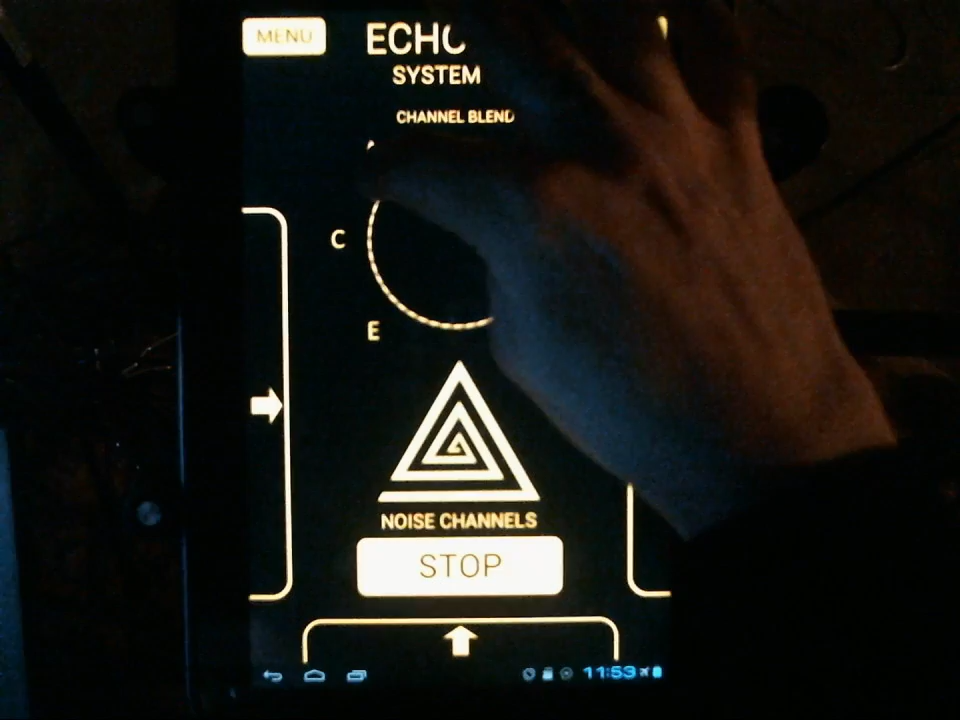 MENU
ECHO
SYSTEM
CHANNEL BLEND
C
E
NOISE CHANNELS
STOP
11:53